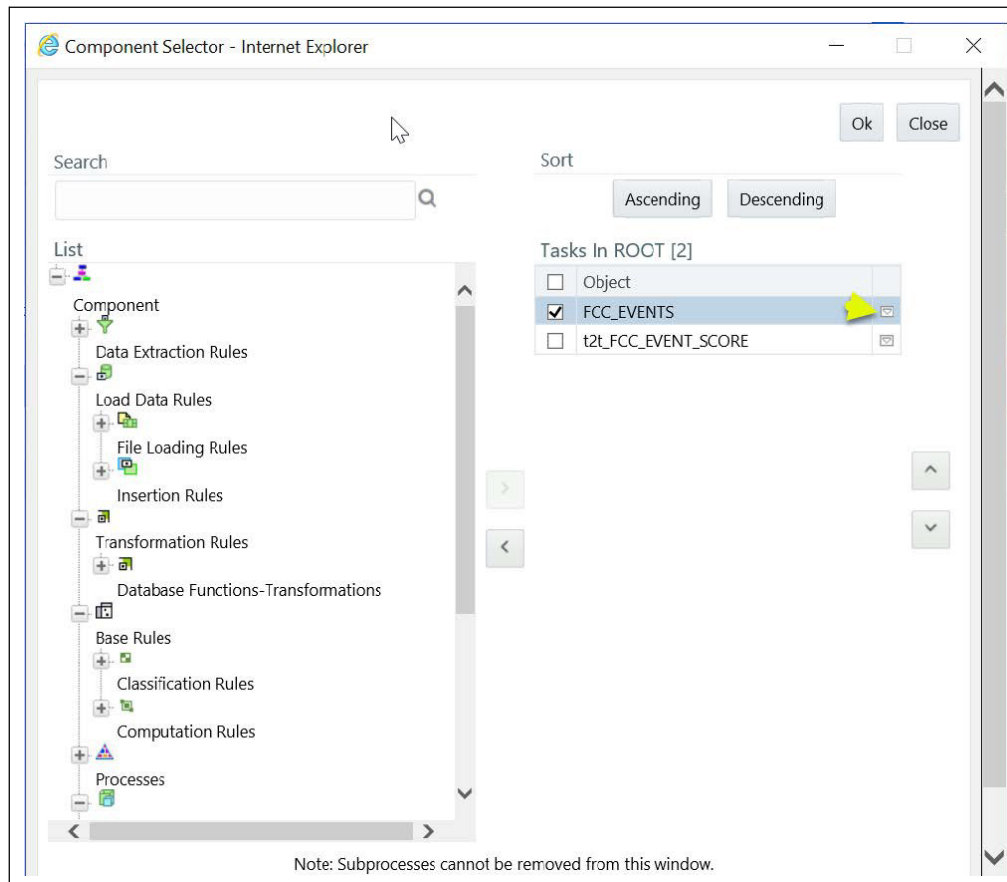 Component Selector - Internet Explorer
Ok Close
Search
Sort
Ascending Descending
List
Tasks In ROOT [2]
Object
Component
FCC_EVENTS
t2t_FCC_EVENT_SCORE
Data Extraction Rules
Load Data Rules
File Loading Rules
Insertion Rules
Transformation Rules
Database Functions-Transformations
Base Rules
Classification Rules
Computation Rules
Processes
Note: Subprocesses cannot be removed from this window.